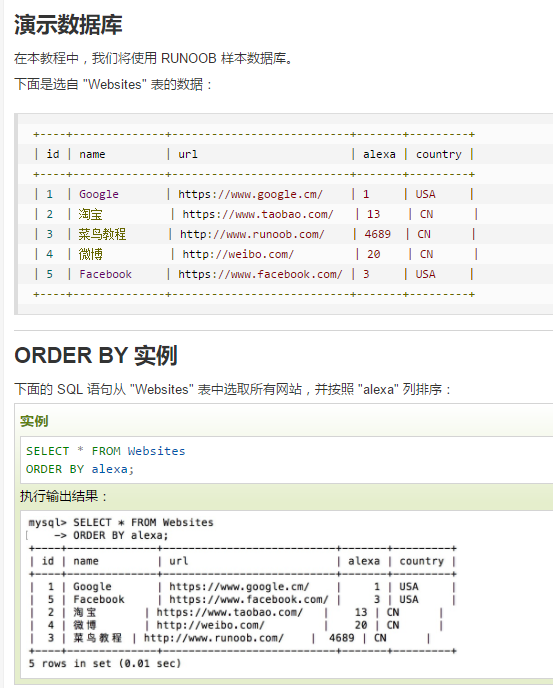 演示数据库
在本教程中，我们将使用 RUNOOB 样本数据库。
下面是选自 "Websites" 表的数据：
+----+--------------+---------------------------+-------+---------+
| id | name         | url                       | alexa | country |
+----+--------------+---------------------------+-------+---------+
| 1 | Google       | https://www.google.cm/    | 1     | USA     |
| 2 | 淘宝          | https://www.taobao.com/   | 13    | CN      |
| 3 | 菜鸟教程      | http://www.runoob.com/    | 4689  | CN      |
| 4 | 微博          | http://weibo.com/         | 20    | CN      |
| 5 | Facebook     | https://www.facebook.com/ | 3     | USA     |
+----+--------------+---------------------------+-------+---------+
ORDER BY 实例
下面的 SQL 语句从 "Websites" 表中选取所有网站，并按照 "alexa" 列排序：
实例
SELECT * FROM Websites
ORDER BY alexa;
执行输出结果：
mysql> SELECT * FROM Websites
    -> ORDER BY alexa;
+----+--------------+---------------------------+-------+---------+
| id | name         | url                       | alexa | country |
+----+--------------+---------------------------+-------+---------+
|  1 | Google       | https://www.google.cm/    |     1 | USA     |
|  5 | Facebook     | https://www.facebook.com/ |     3 | USA     |
|  2 | 淘宝       | https://www.taobao.com/   |    13 | CN      |
|  4 | 微博       | http://weibo.com/         |    20 | CN      |
|  3 | 菜鸟教程 | http://www.runoob.com/    |  4689 | CN      |
+----+--------------+---------------------------+-------+---------+
5 rows in set (0.01 sec)